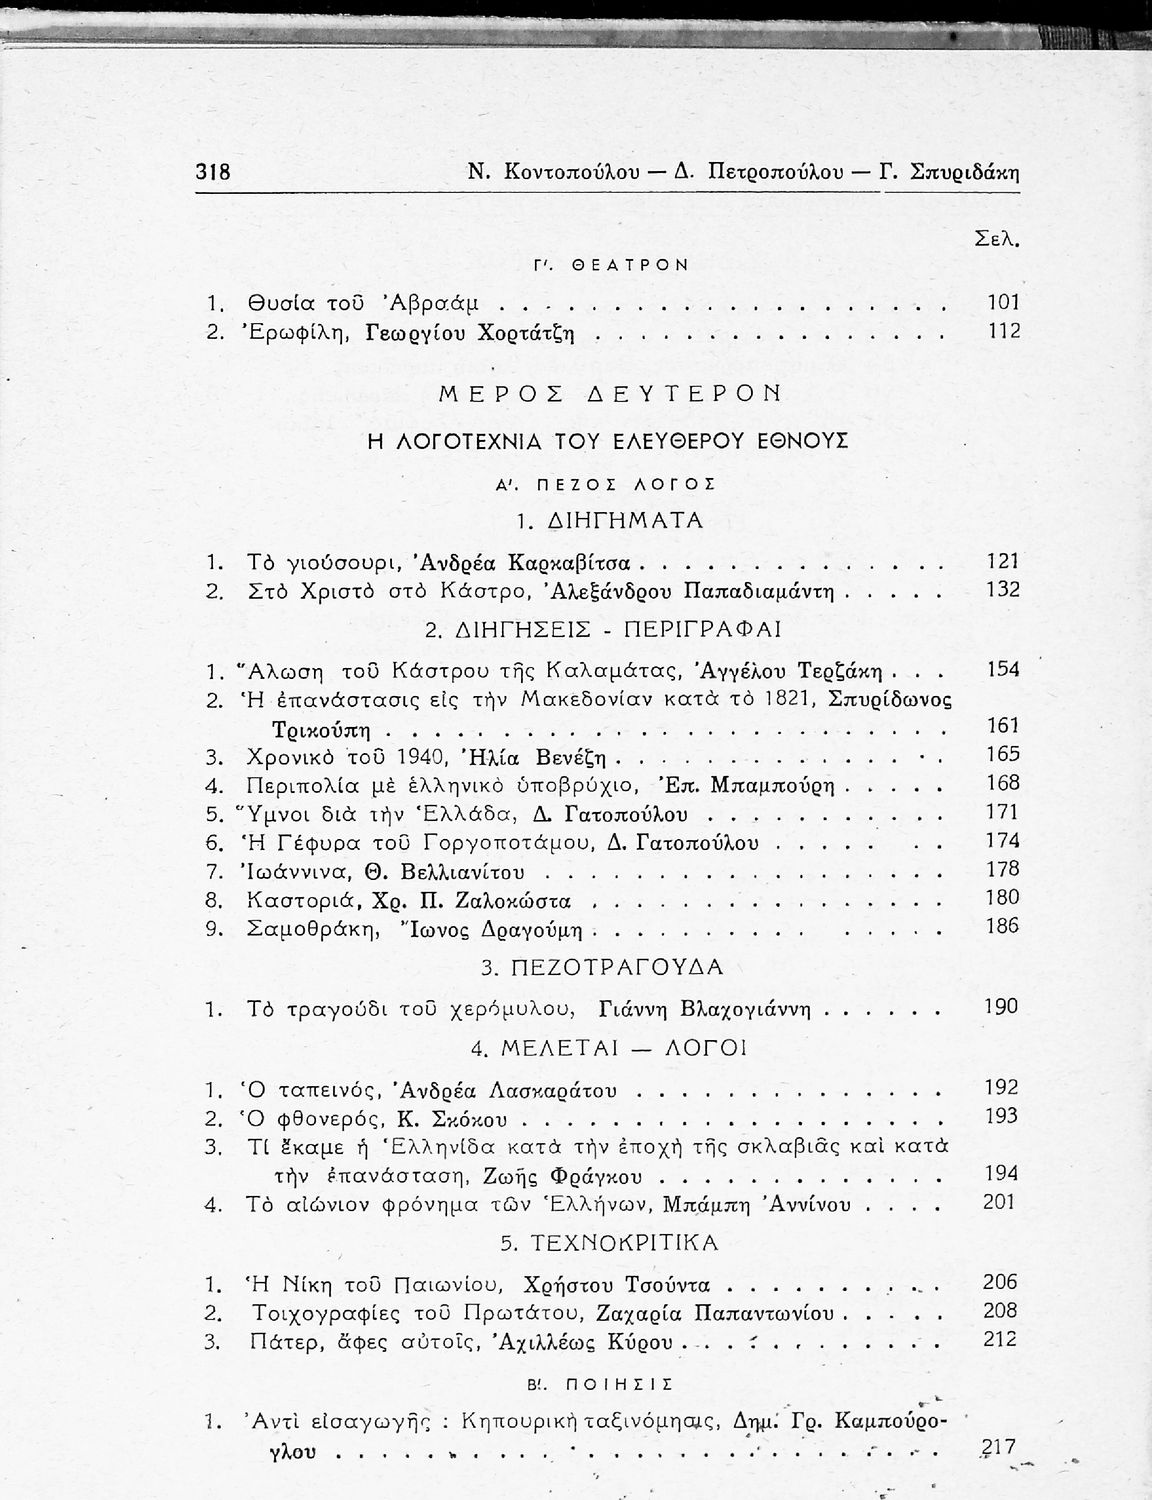 318 Ν. Κοντοπούλου — Δ. Πετροπούλου — Γ. Σπυριδάκη
Σελ.
Γ'. ΘΕΑΤΡΟΝ
1. Θυσία τοῦ Ἀβραάμ . . . . . . . . . . . . . . . . . . . . 101
2. Ἐρωφίλη, Γεωργίου Χορτάτζη . . . . . . . . . . . . . . . . 112
ΜΕΡΟΣ ΔΕΥΤΕΡΟΝ
Η ΛΟΓΟΤΕΧΝΙΑ ΤΟΥ ΕΛΕΥΘΕΡΟΥ ΕΘΝΟΥΣ
Α'. ΠΕΖΟΣ ΛΟΓΟΣ
1. ΔΙΗΓΗΜΑΤΑ
1. Τὸ γιούσουρι, Ἀνδρέα Καρκαβίτσα . . . . . . . . . . . . . . 121
2. Στὸ Χριστὸ στὸ Κάστρο, Ἀλεξάνδρου Παπαδιαμάντη . . . . . 132
2. ΔΙΗΓΗΣΕΙΣ - ΠΕΡΙΓΡΑΦΑΙ
1. Ἅλωση τοῦ Κάστρου τῆς Καλαμάτας, Ἀγγέλου Τερζάκη . . . 154
2. Ἡ ἐπανάστασις εἰς τὴν Μακεδονίαν κατὰ τὸ 1821, Σπυρίδωνος
Τρικούπη . . . . . . . . . . . . . . . . . . . . . . . . . 161
3. Χρονικὸ τοῦ 1940, Ἠλία Βενέζη . . . . . . . . . . . . . . . 165
4. Περιπολία μὲ ἑλληνικὸ ὑποβρύχιο, Ἐπ. Μπαμπούρη . . . . . 168
5. Ὕμνοι διὰ τὴν Ἑλλάδα, Δ. Γατοπούλου . . . . . . . . . . . 171
6. Ἡ Γέφυρα τοῦ Γοργοποτάμου, Δ. Γατοπούλου . . . . . . . 174
7. Ἰωάννινα, Θ. Βελλιανίτου . . . . . . . . . . . . . . . . . . 178
8. Καστοριά, Χρ. Π. Ζαλοκώστα . . . . . . . . . . . . . . . . 180
9. Σαμοθράκη, Ἴωνος Δραγούμη . . . . . . . . . . . . . . . 186
3. ΠΕΖΟΤΡΑΓΟΥΔΑ
1. Τὸ τραγούδι τοῦ χερόμυλου, Γιάννη Βλαχογιάννη . . . . . . 190
4. ΜΕΛΕΤΑΙ — ΛΟΓΟΙ
1. Ὁ ταπεινός, Ἀνδρέα Λασκαράτου . . . . . . . . . . . . . . 192
2. Ὁ φθονερός, Κ. Σκόκου . . . . . . . . . . . . . . . . . . . 193
3. Τί ἔκαμε ἡ Ἑλληνίδα κατὰ τὴν ἐποχὴ τῆς σκλαβιᾶς καὶ κατὰ
τὴν ἐπανάσταση, Ζωῆς Φράγκου . . . . . . . . . . . . . 194
4. Τὸ αἰώνιον φρόνημα τῶν Ἑλλήνων, Μπάμπη Ἀννίνου . . . . 201
5. ΤΕΧΝΟΚΡΙΤΙΚΑ
1. Ἡ Νίκη τοῦ Παιωνίου, Χρήστου Τσούντα . . . . . . . . . . 206
2. Τοιχογραφίες τοῦ Πρωτάτου, Ζαχαρία Παπαντωνίου . . . . . 208
3. Πάτερ, ἄφες αὐτοῖς, Ἀχιλλέως Κύρου . . . . . . . . . . . . 212
Β'. ΠΟΙΗΣΙΣ
1. Ἀντὶ εἰσαγωγῆς : Κηπουρικὴ ταξινόμησις, Δημ. Γρ. Καμπούρο-
γλου . . . . . . . . . . . . . . . . . . . . . . . . . . . 217